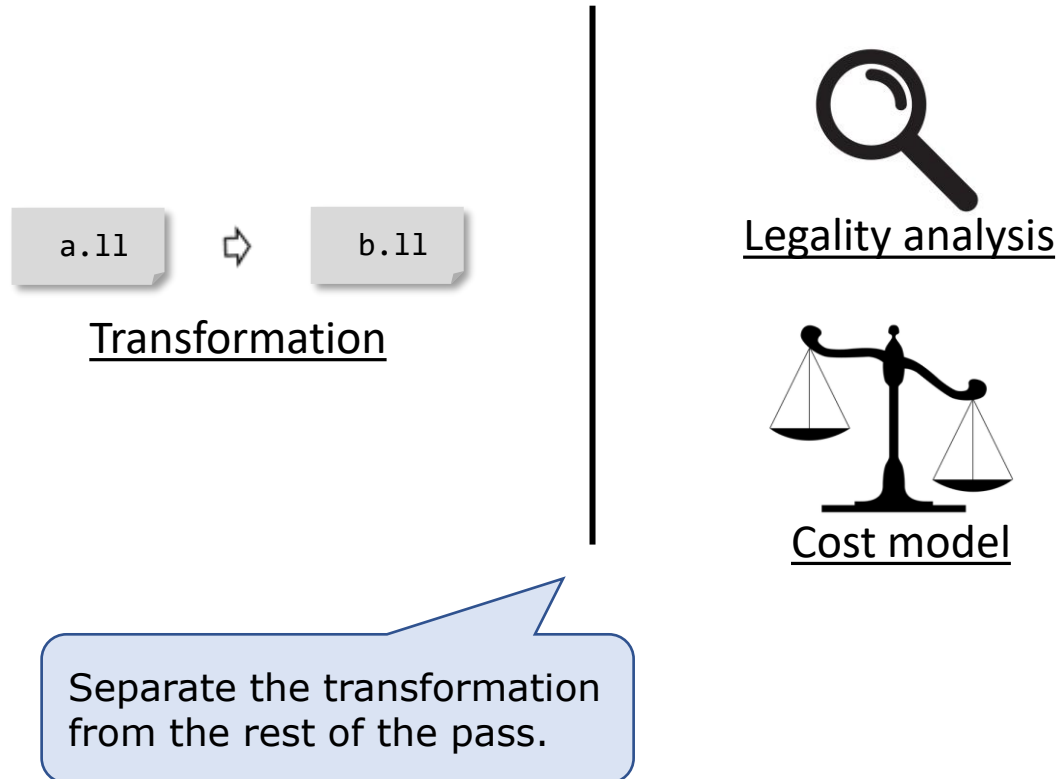 a.ll
b.ll
Transformation
Legality analysis
Cost model
Separate the transformation
from the rest of the pass.